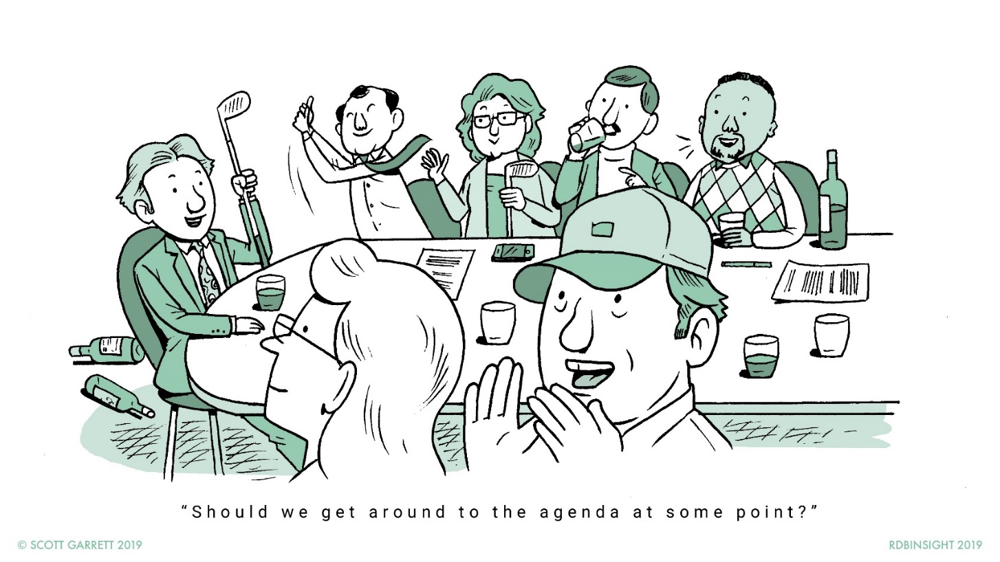 “Should we get around to the agenda at some point?”
© SCOTT GARRETT 2019
RDBINSIGHT 2019